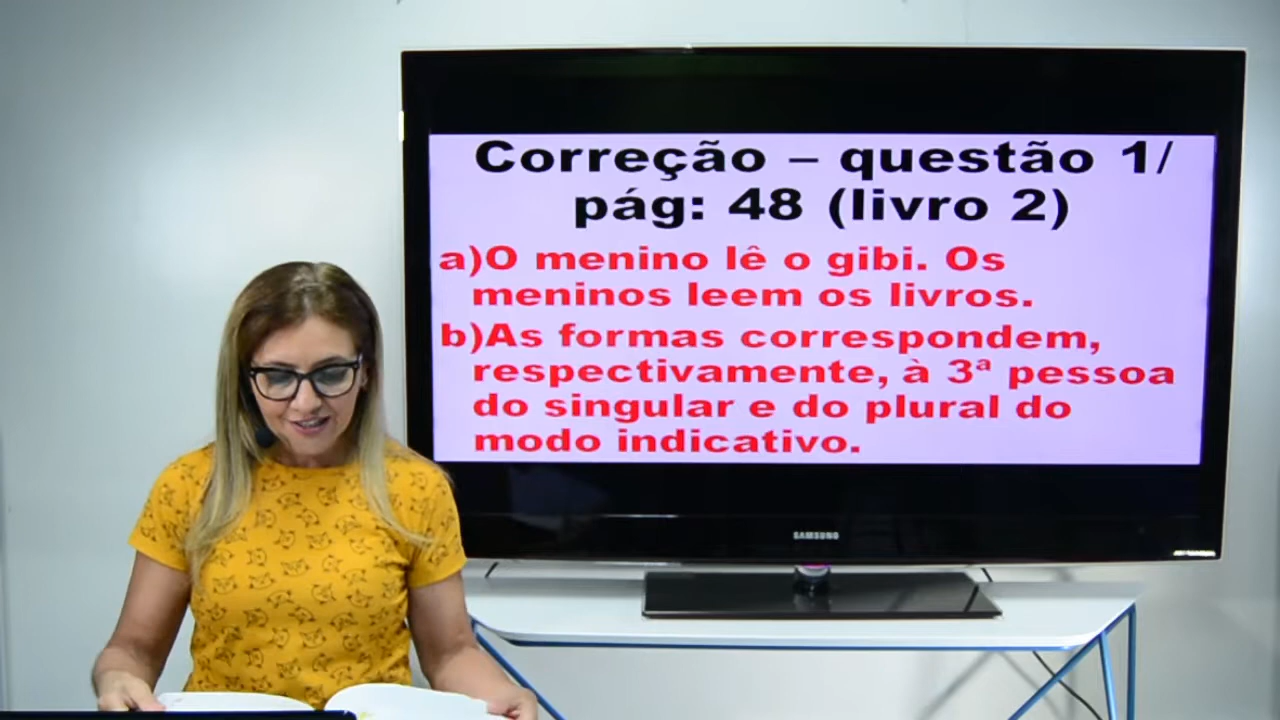 Correção – questão 1/
pág: 48 (livro 2)
a)O menino lê o gibi. Os
meninos leem os livros.
b)As formas correspondem,
respectivamente, à 3ª pessoa
do singular e do plural do
modo indicativo.
SAMSUNG